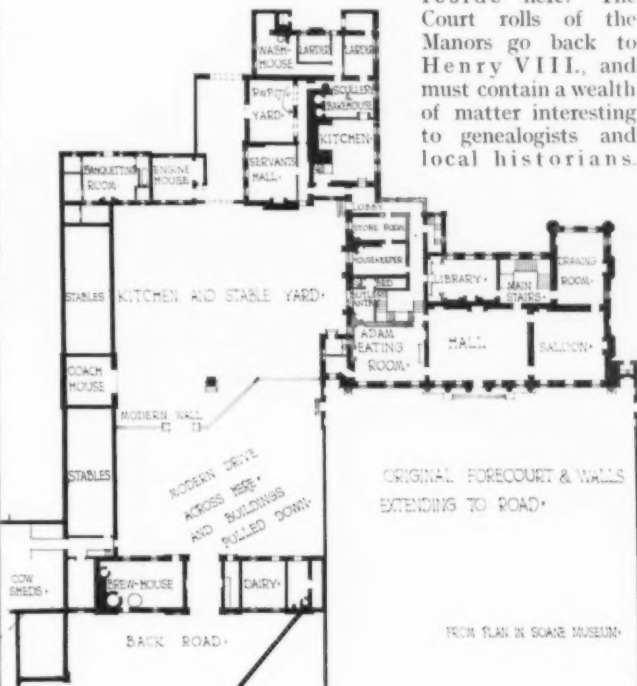 Court rolls of the
Manors go back to
Henry VIII., and
must contain a wealth
of matter interesting
to genealogists and
local historians.
WASH-
HOUSE
LARDER
LARDER
YARD·
SCULLERY
&
BAKEHOUSE
KITCHEN·
SERVANTS
HALL·
BANQUETTING
ROOM·
ENGINE
HOUSE
LOBBY
STORE ROOM
HOUSEKEEPER
BED
BUTLERS
PANTRY
LIBRARY·
MAIN
STAIRS·
DRAWING
ROOM·
STABLES
KITCHEN AND STABLE YARD·
ADAM
EATING
ROOM·
HALL
SALOON·
COACH
HOUSE
MODERN WALL
STABLES
MODERN DRIVE
ACROSS HERE·
AND BUILDINGS
PULLED DOWN·
ORIGINAL FORECOURT & WALLS
EXTENDING TO ROAD·
COW
SHEDS·
BREW-HOUSE
DAIRY·
BACK ROAD·
FROM PLAN IN SOANE MUSEUM·